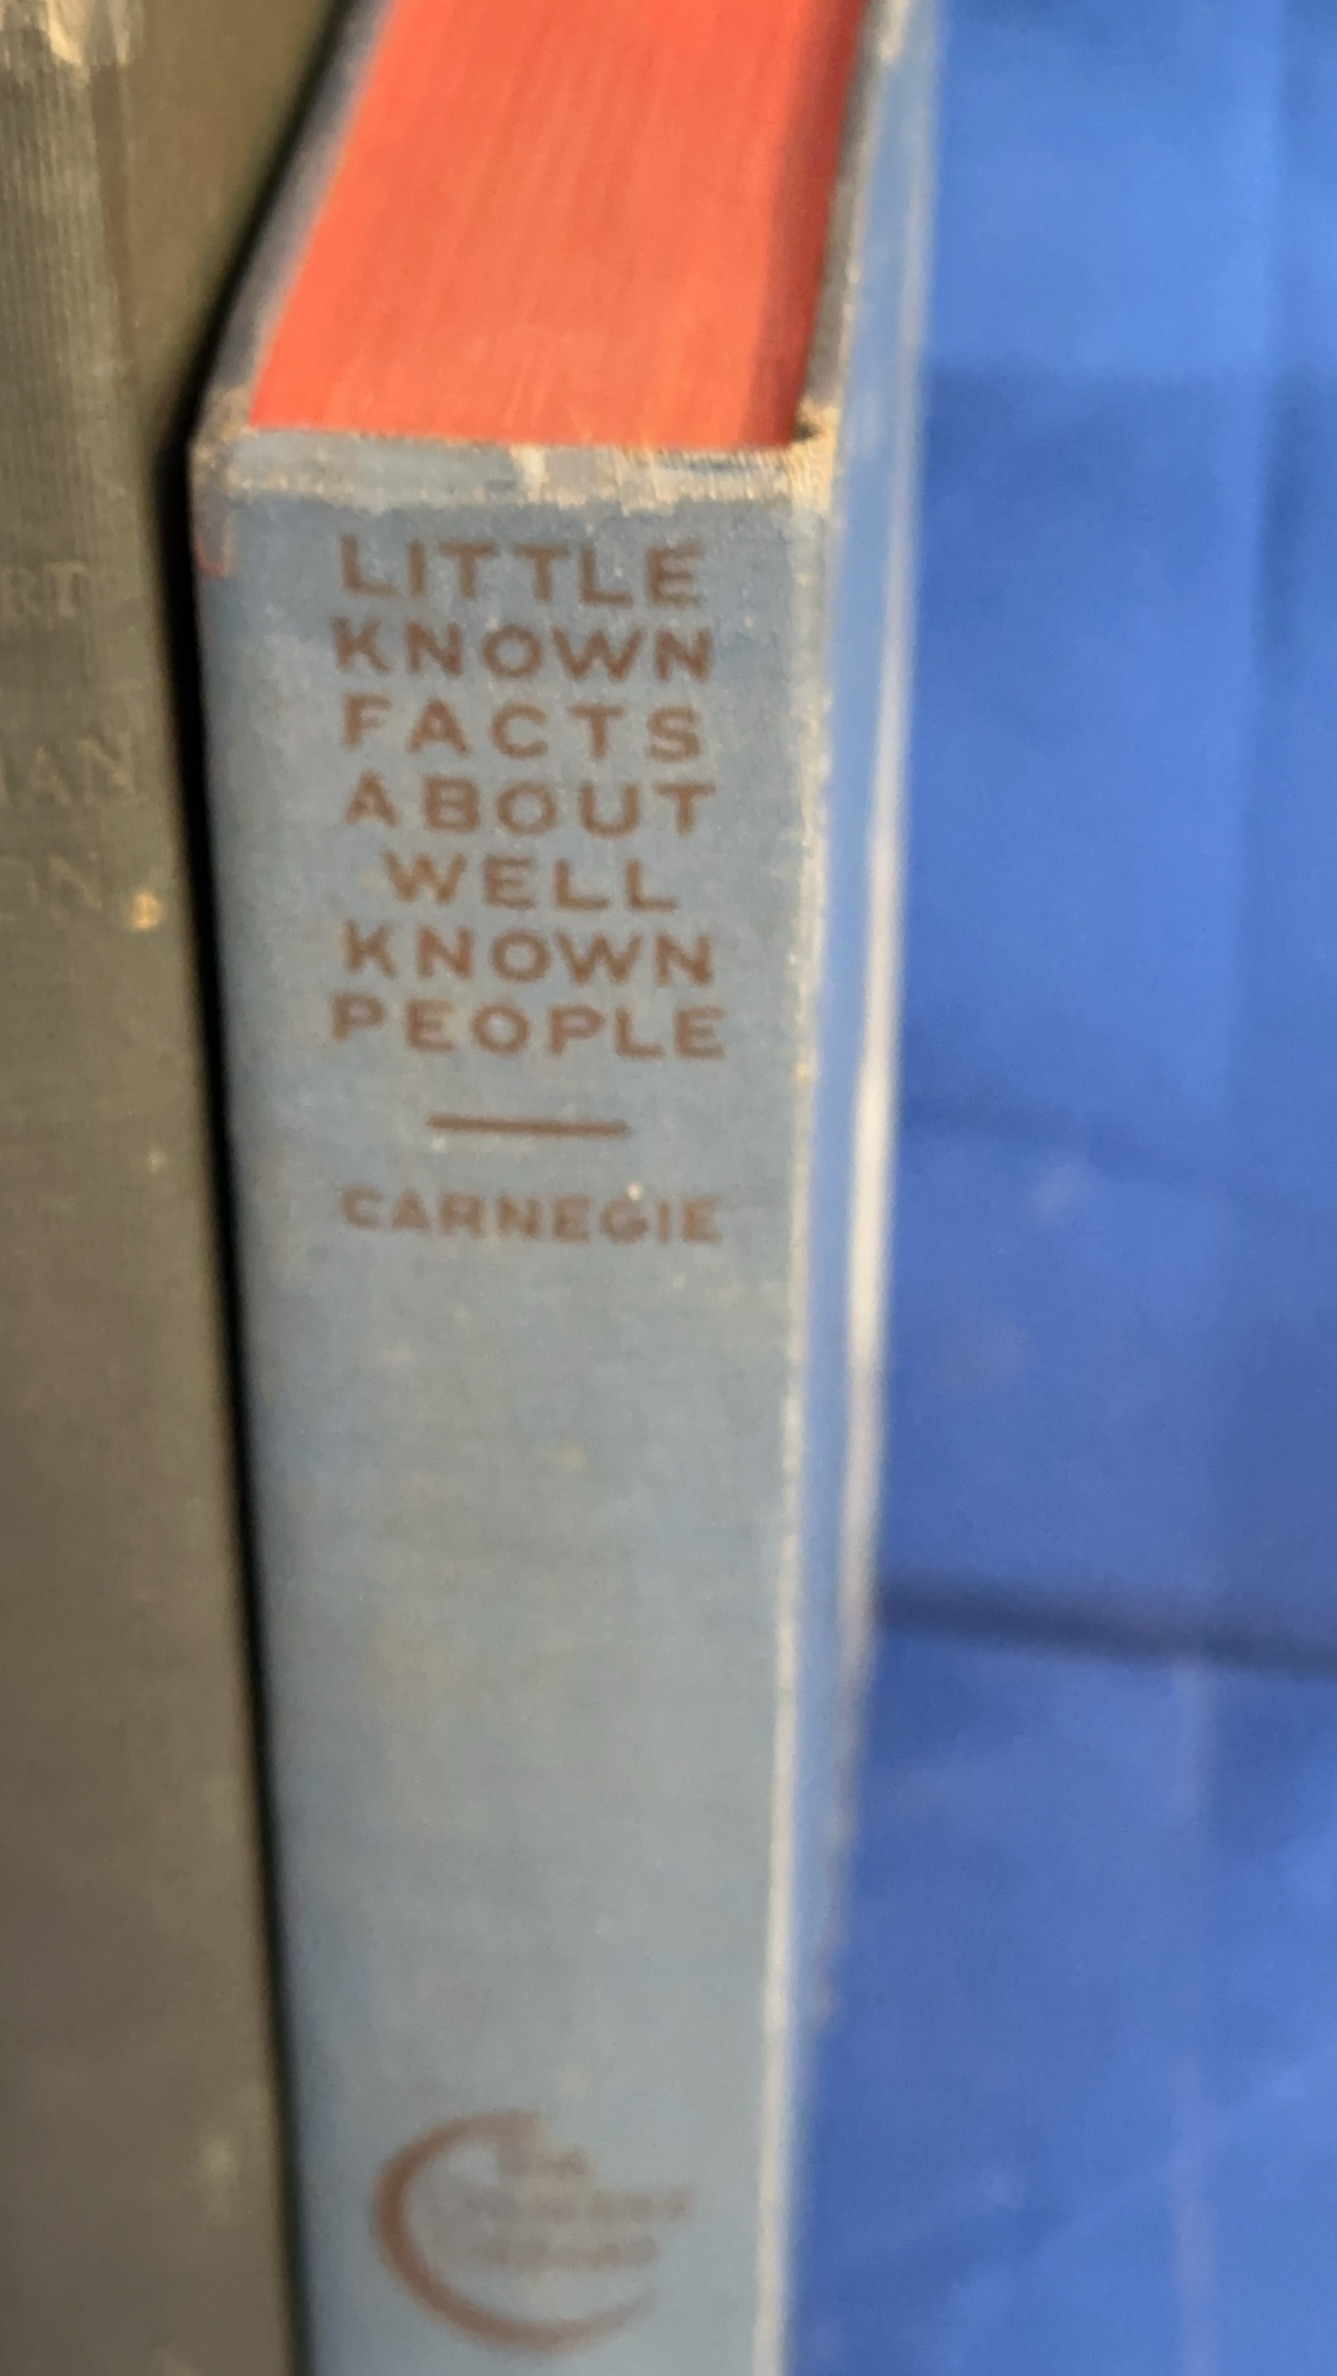 LITTLE
KNOWN
FACTS
ABOUT
WELL
KNOWN
PEOPLE
CARNEGIE